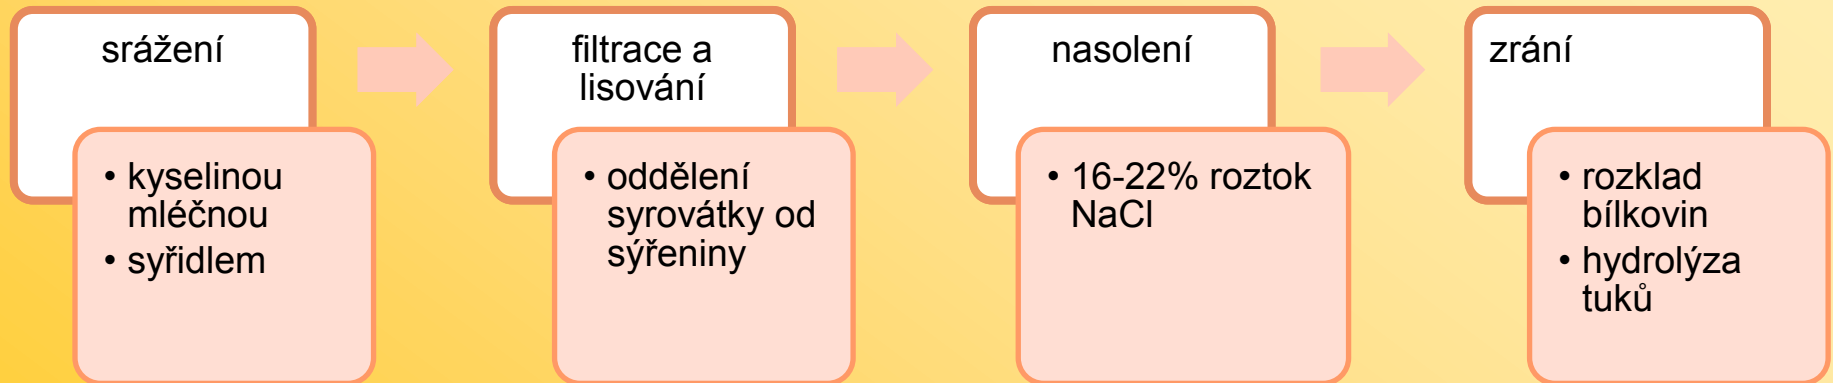 srážení
• kyselinou
mléčnou
• syřidlem
filtrace a
lisování
• oddělení
syrovátky od
sýřeniny
nasolení
• 16-22% roztok
NaCl
zrání
• rozklad
bílkovin
• hydrolýza
tuků